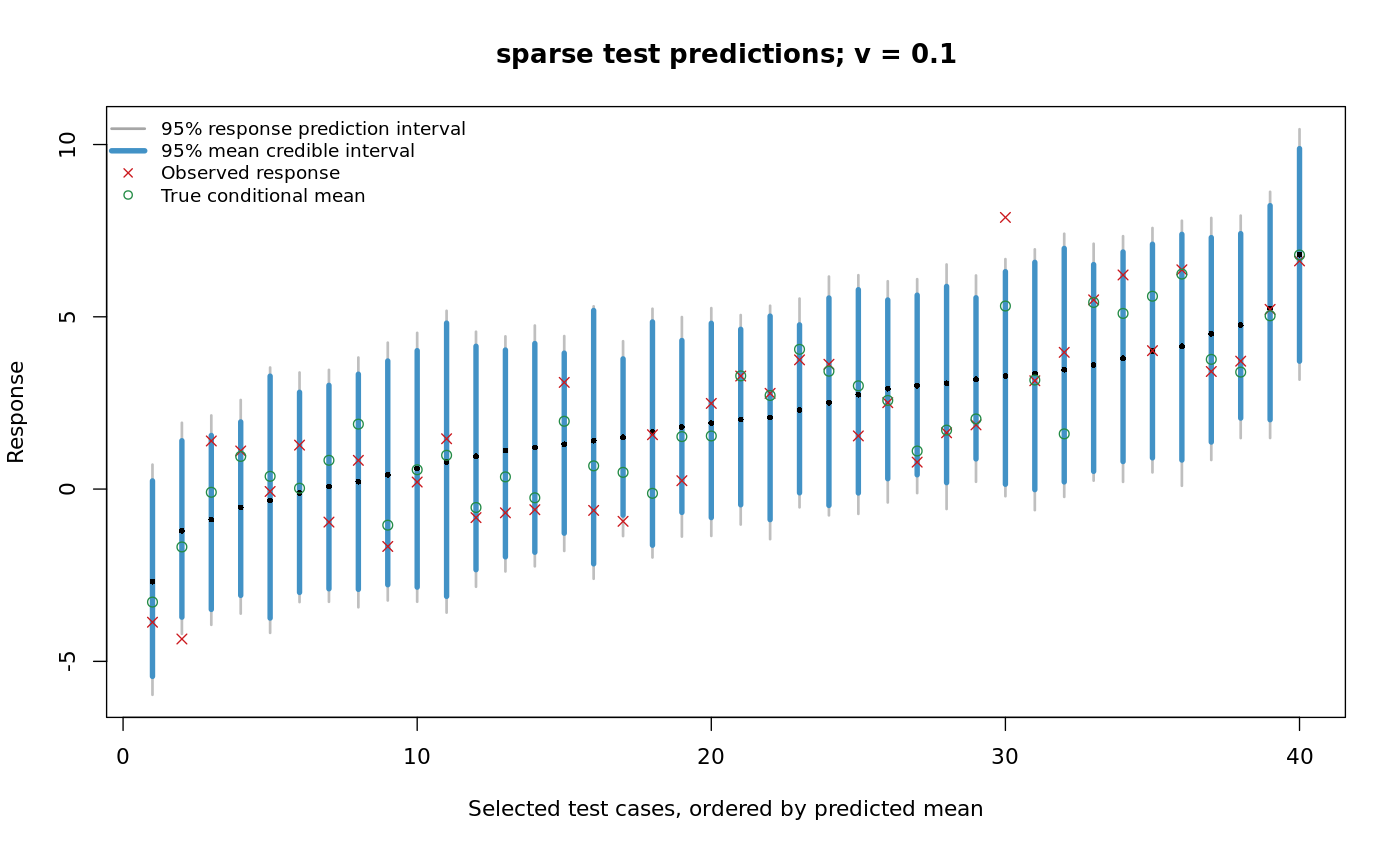 sparse test predictions; v = 0.1
95% response prediction interval
95% mean credible interval
Observed response
True conditional mean
Response
10
5
0
-5
0 10 20 30 40
Selected test cases, ordered by predicted mean